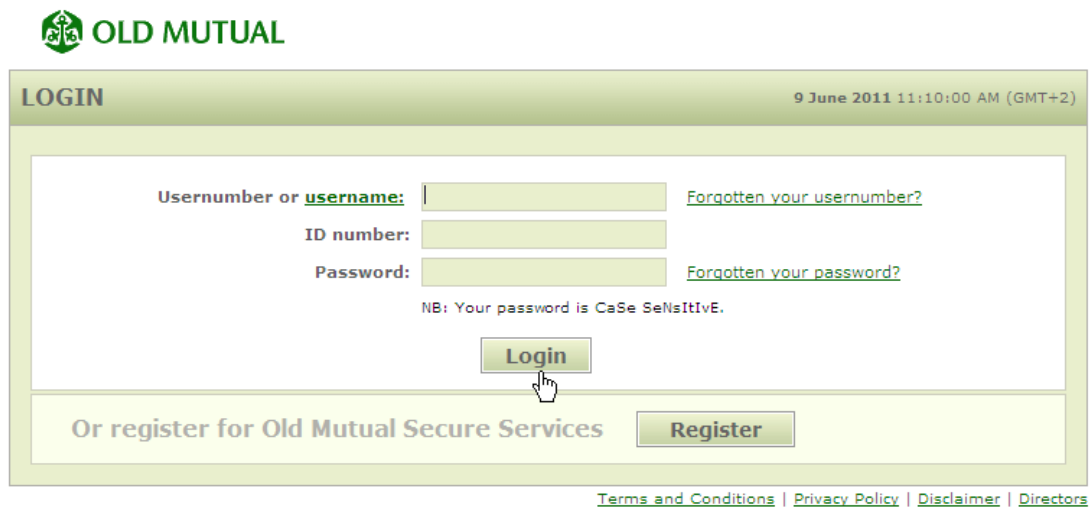 OLD MUTUAL
LOGIN 9 June 2011 11:10:00 AM (GMT+2)
Usernumber or username: Forgotten your usernumber?
ID number:
Password: Forgotten your password?
NB: Your password is CaSe SeNsItIvE.
Login
Or register for Old Mutual Secure Services Register
Terms and Conditions | Privacy Policy | Disclaimer | Directors